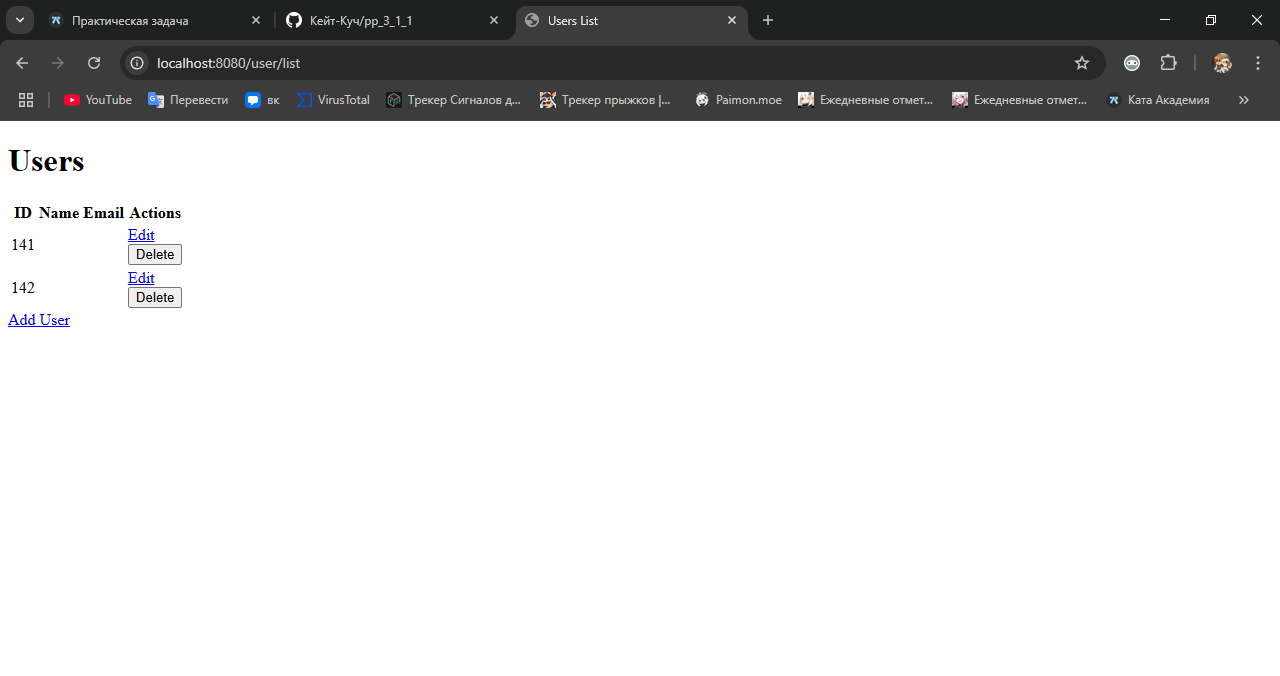 Практическая задача
Кейт-Куч/pp_3_1_1
Users List
localhost:8080/user/list
YouTube
Перевести
вк
VirusTotal
Трекер Сигналов д...
Трекер прыжков |...
Paimon.moe
Ежедневные отмет...
Ежедневные отмет...
Ката Академия
Users
ID Name Email Actions
141 Edit
Delete
142 Edit
Delete
Add User